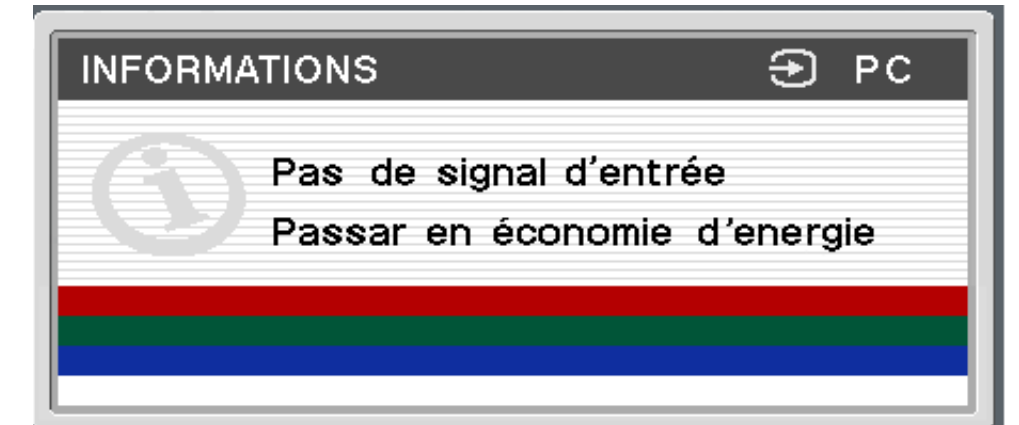 INFORMATIONS PC
Pas de signal d'entrée
Passar en économie d'energie